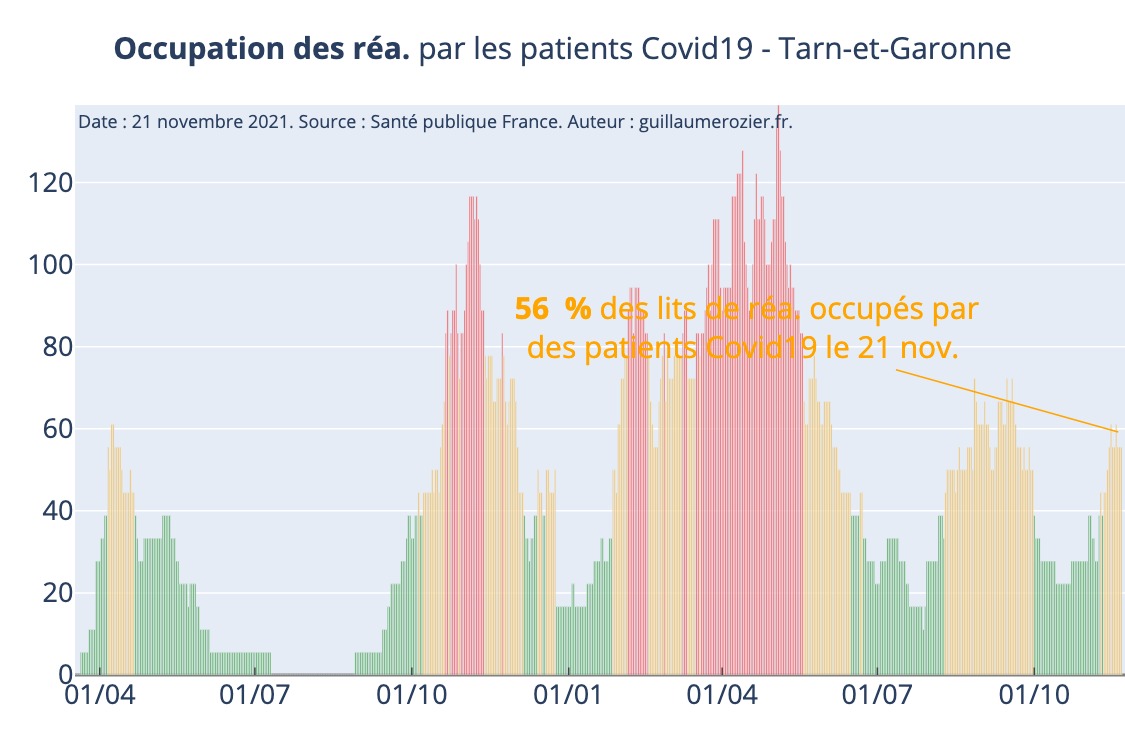 Occupation des réa. par les patients Covid19 - Tarn-et-Garonne
Date : 21 novembre 2021. Source : Santé publique France. Auteur : guillaumerozier.fr.
120
100
56 % des lits de réa. occupés par
des patients Covid19 le 21 nov.
80
60
40
20
0
01/04 01/07 01/10 01/01 01/04 01/07 01/10